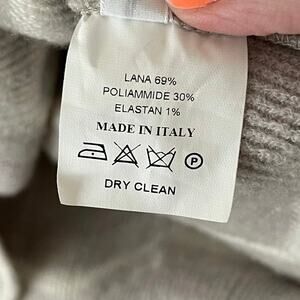 LANA 69%
POLIAMMIDE 30%
ELASTAN 1%
MADE IN ITALY
P
DRY CLEAN